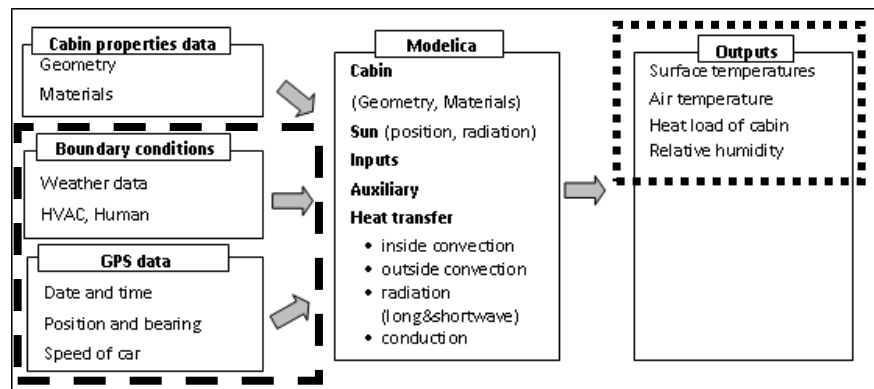 Cabin properties data
Geometry
Materials
Boundary conditions
Weather data
HVAC, Human
GPS data
Date and time
Position and bearing
Speed of car
Modelica
Cabin
(Geometry, Materials)
Sun (position, radiation)
Inputs
Auxiliary
Heat transfer
• inside convection
• outside convection
• radiation
(long&shortwave)
• conduction
Outputs
Surface temperatures
Air temperature
Heat load of cabin
Relative humidity